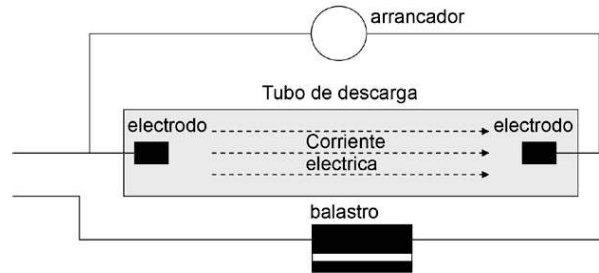 arrancador
Tubo de descarga
electrodo
electrodo
Corriente
electrica
balastro